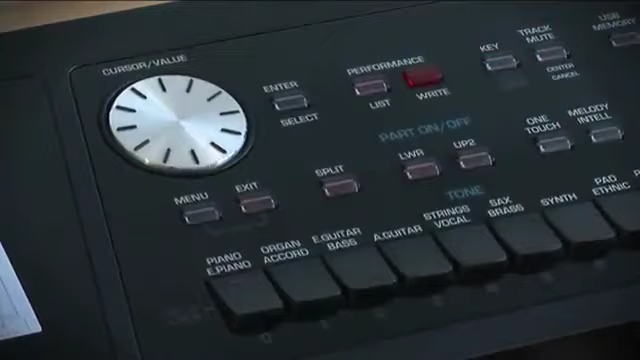 CURSOR/VALUE
ENTER
SELECT
PERFORMANCE
LIST
WRITE
KEY
TRACK
MUTE
CENTER
CANCEL
USB
MEMORY
PART ON/OFF
LWR
UP2
ONE
TOUCH
MELODY
INTELL
MENU
EXIT
SPLIT
TONE
PIANO
E.PIANO
ORGAN
ACCORD
E.GUITAR
BASS
A.GUITAR
STRINGS
VOCAL
SAX
BRASS
SYNTH
PAD
ETHNIC